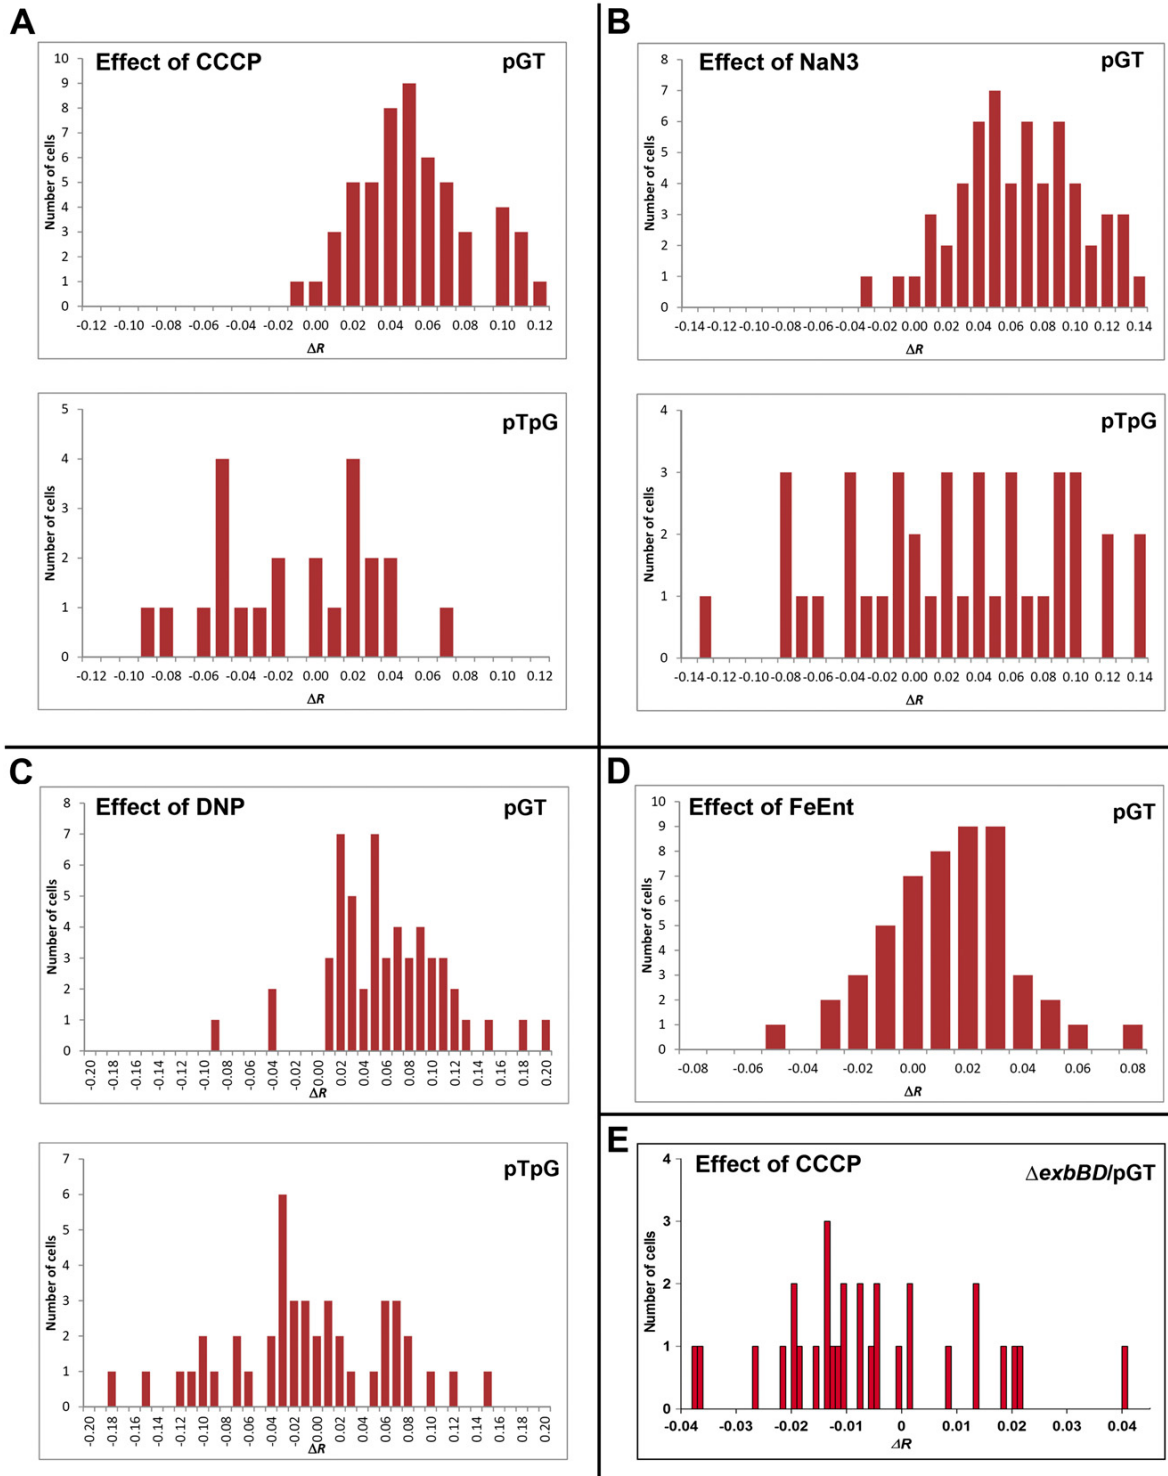 A
Effect of CCCP
pGT
Number of cells
10
9
8
7
6
5
4
3
2
1
0
-0.12 -0.10 -0.08 -0.06 -0.04 -0.02 0.00 0.02 0.04 0.06 0.08 0.10 0.12
ΔR
pTpG
Number of cells
5
4
3
2
1
0
-0.12 -0.10 -0.08 -0.06 -0.04 -0.02 0.00 0.02 0.04 0.06 0.08 0.10 0.12
ΔR
B
Effect of NaN3
pGT
Number of cells
8
7
6
5
4
3
2
1
0
-0.14 -0.12 -0.10 -0.08 -0.06 -0.04 -0.02 0.00 0.02 0.04 0.06 0.08 0.10 0.12 0.14
ΔR
pTpG
Number of cells
4
3
2
1
0
-0.14 -0.12 -0.10 -0.08 -0.06 -0.04 -0.02 0.00 0.02 0.04 0.06 0.08 0.10 0.12 0.14
ΔR
C
Effect of DNP
pGT
Number of cells
8
7
6
5
4
3
2
1
0
-0.20 -0.18 -0.16 -0.14 -0.12 -0.10 -0.08 -0.06 -0.04 -0.02 0.00 0.02 0.04 0.06 0.08 0.10 0.12 0.14 0.16 0.18 0.20
ΔR
pTpG
Number of cells
7
6
5
4
3
2
1
0
-0.20 -0.18 -0.16 -0.14 -0.12 -0.10 -0.08 -0.06 -0.04 -0.02 0.00 0.02 0.04 0.06 0.08 0.10 0.12 0.14 0.16 0.18 0.20
ΔR
D
Effect of FeEnt
pGT
Number of cells
10
9
8
7
6
5
4
3
2
1
0
-0.08 -0.06 -0.04 -0.02 0.00 0.02 0.04 0.06 0.08
ΔR
E
Effect of CCCP
ΔexbBD/pGT
Number of cells
4
3
2
1
0
-0.04 -0.03 -0.02 -0.01 0 0.01 0.02 0.03 0.04
ΔR